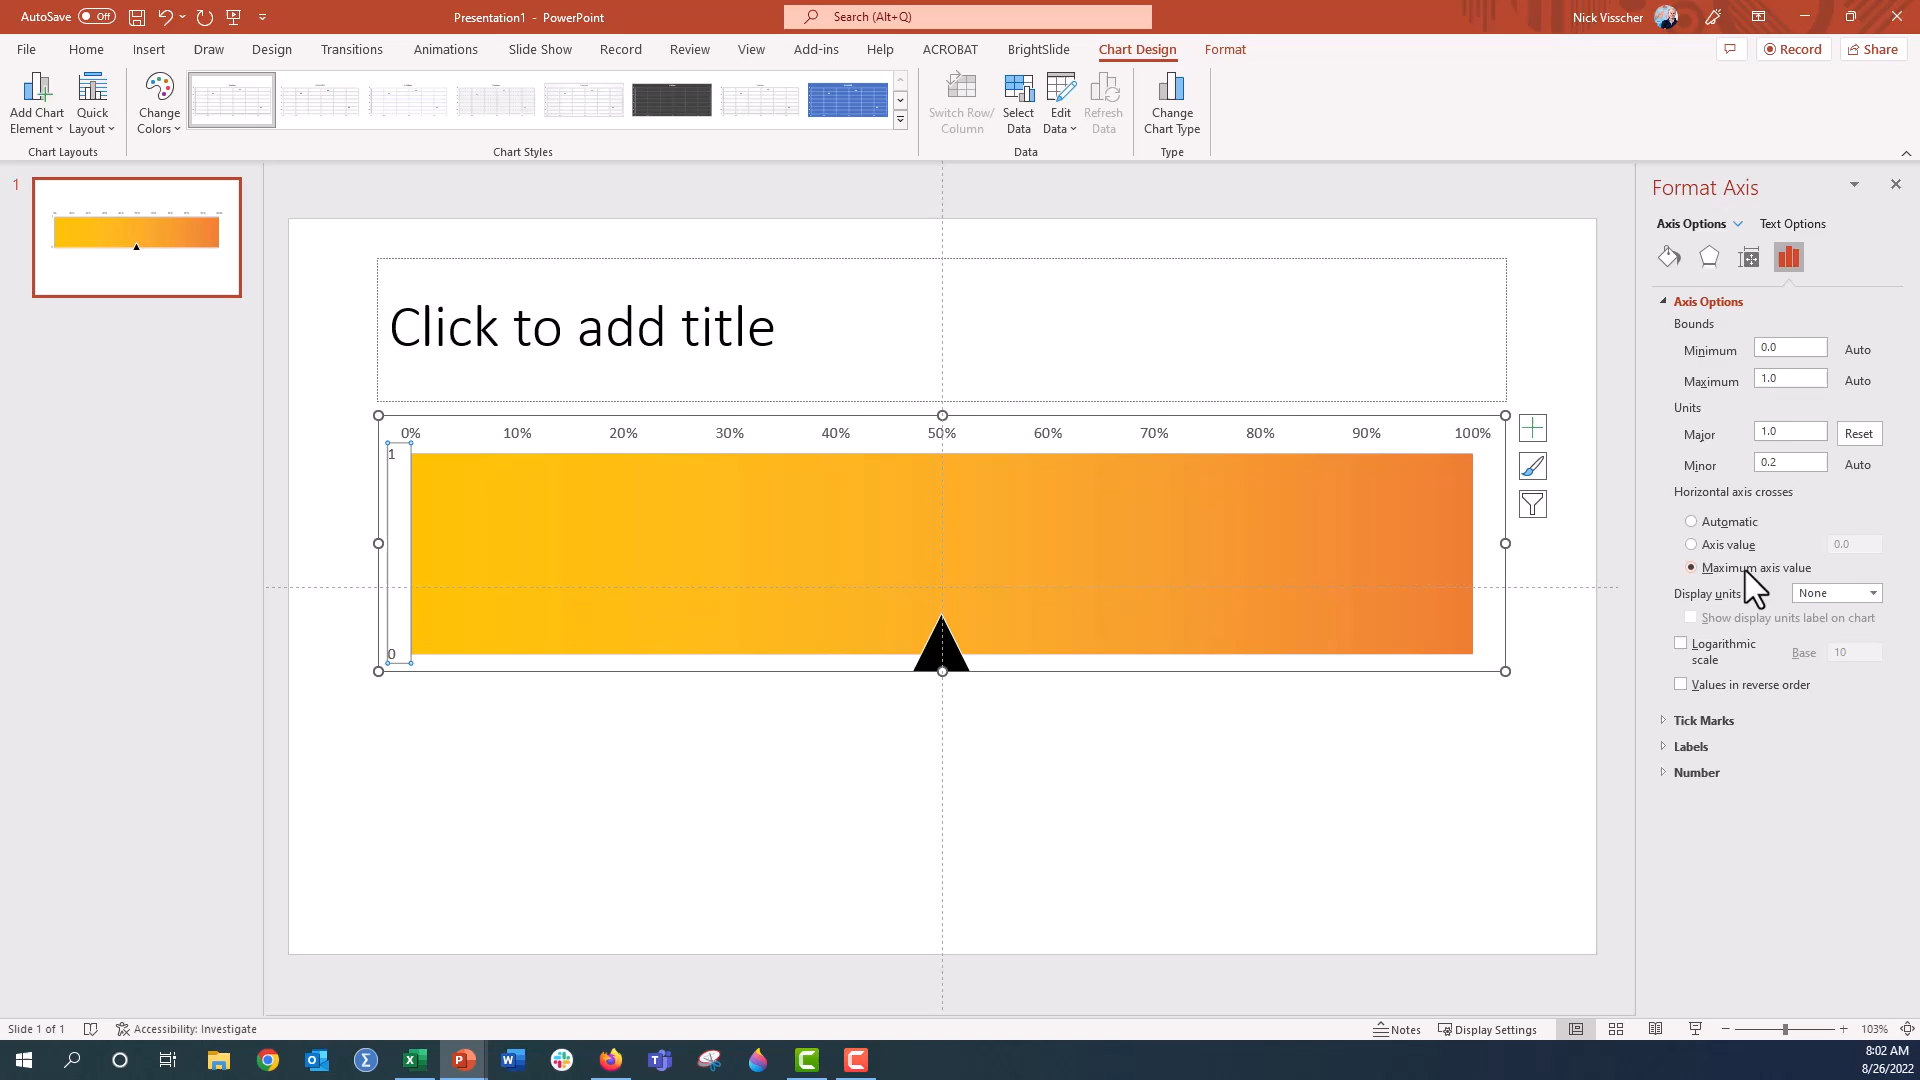 AutoSave Off
Presentation1 - PowerPoint
Search (Alt+Q)
Nick Visscher
File Home Insert Draw Design Transitions Animations Slide Show Record Review View Add-ins Help ACROBAT BrightSlide Chart Design Format
Record
Share
Add Chart
Element
Quick
Layout
Chart Layouts
Change
Colors
Chart Styles
Switch Row/
Column
Select
Data
Edit
Data
Refresh
Data
Data
Change
Chart Type
Type
1
Click to add title
0% 10% 20% 30% 40% 50% 60% 70% 80% 90% 100%
1
0
Format Axis
Axis Options
Text Options
Axis Options
Bounds
Minimum 0.0 Auto
Maximum 1.0 Auto
Units
Major 1.0 Reset
Minor 0.2 Auto
Horizontal axis crosses
Automatic
Axis value 0.0
Maximum axis value
Display units None
Show display units label on chart
Logarithmic
scale
Base 10
Values in reverse order
Tick Marks
Labels
Number
Slide 1 of 1
Accessibility: Investigate
Notes
Display Settings
103%
8:02 AM
8/26/2022